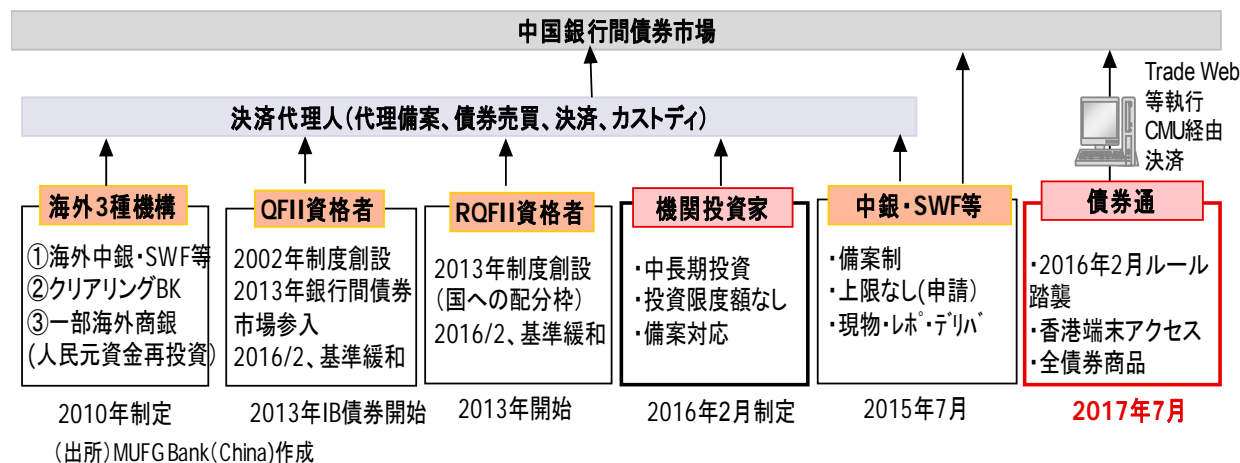 中国銀行間債券市場
Trade Web
等執行
CMU経由
決済
決済代理人(代理備案、債券売買、決済、カストディ)
海外3種機構
①海外中銀・SWF等
②クリアリングBK
③一部海外商銀
(人民元資金再投資)
2010年制定
QFII資格者
2002年制度創設
2013年銀行間債券
市場参入
2016/2、基準緩和
2013年IB債券開始
RQFII資格者
2013年制度創設
(国への配分枠)
2016/2、基準緩和
2013年開始
機関投資家
・中長期投資
・投資限度額なし
・備案対応
2016年2月制定
中銀・SWF等
・備案制
・上限なし(申請)
・現物・レポ・デリバ
2015年7月
債券通
・2016年2月ルール
踏襲
・香港端末アクセス
・全債券商品
2017年7月
(出所)MUFG Bank(China)作成